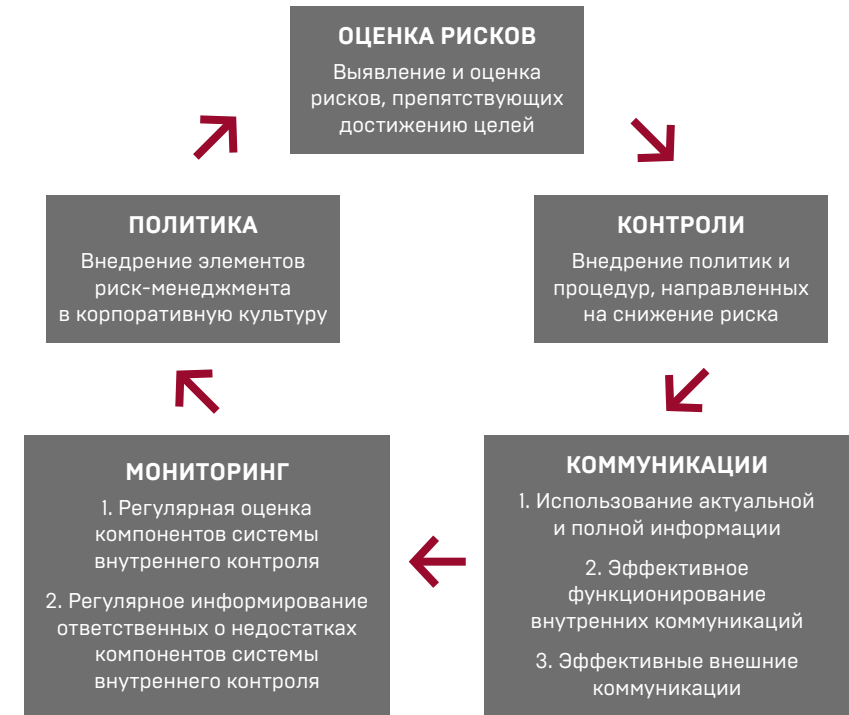 ОЦЕНКА РИСКОВ
Выявление и оценка
рисков, препятствующих
достижению целей
ПОЛИТИКА
Внедрение элементов
риск-менеджмента
в корпоративную культуру
КОНТРОЛИ
Внедрение политик и
процедур, направленных
на снижение риска
МОНИТОРИНГ
1. Регулярная оценка
компонентов системы
внутреннего контроля
2. Регулярное информирование
ответственных о недостатках
компонентов системы
внутреннего контроля
КОММУНИКАЦИИ
1. Использование актуальной
и полной информации
2. Эффективное
функционирование
внутренних коммуникаций
3. Эффективные внешние
коммуникации